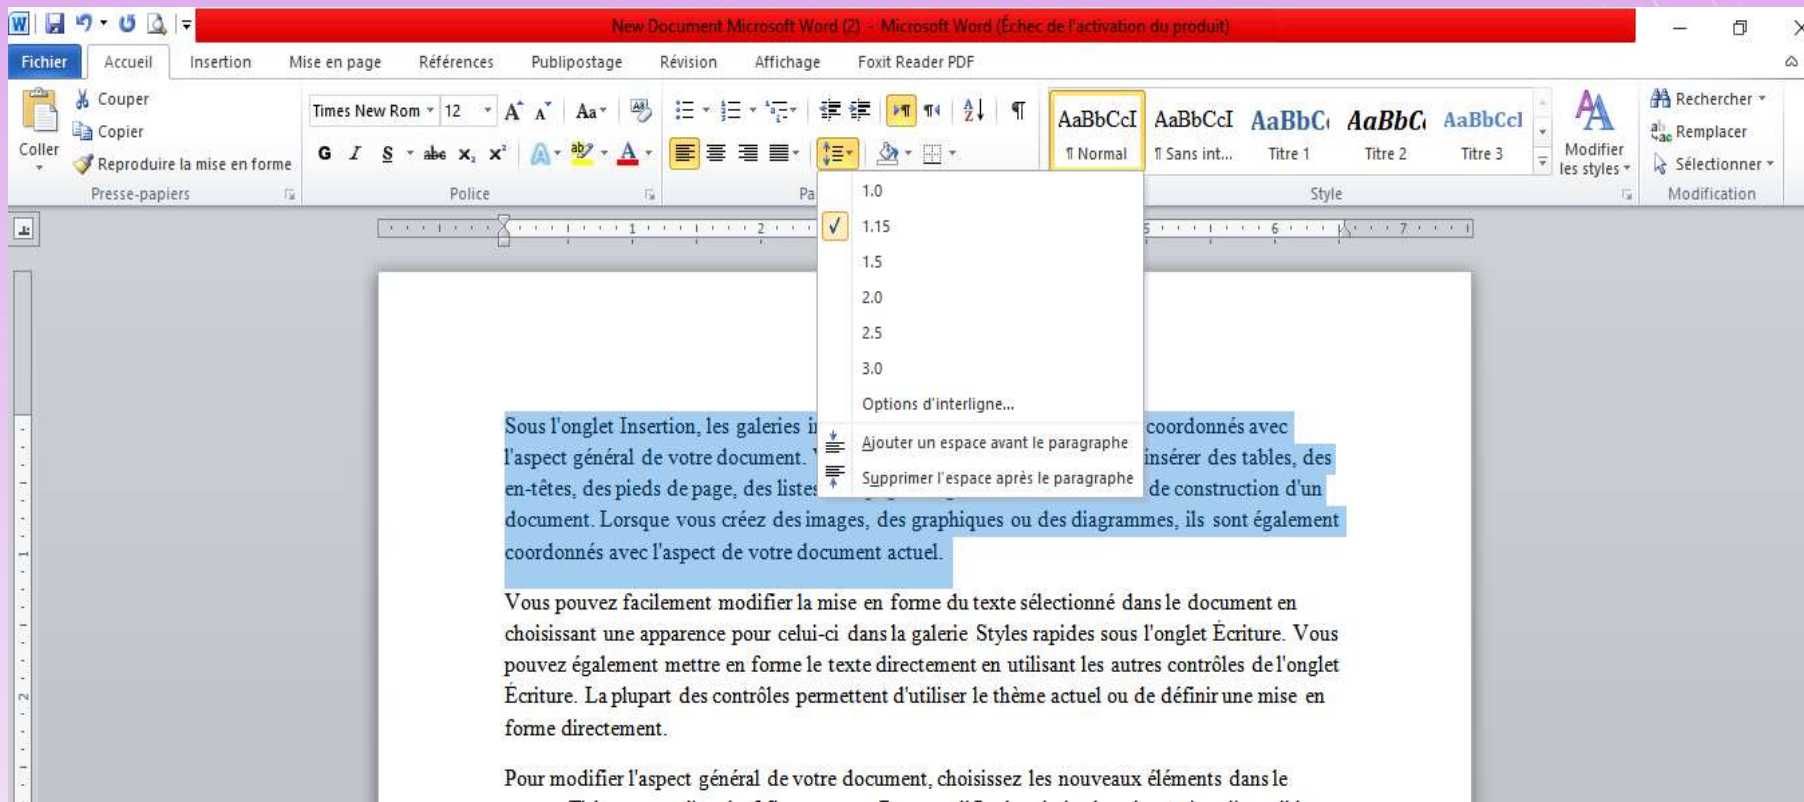 New Document Microsoft Word (2) - Microsoft Word (Échec de l'activation du produit)
Fichier Accueil Insertion Mise en page Références Publipostage Révision Affichage Foxit Reader PDF
Coller
Couper
Copier
Reproduire la mise en forme
Presse-papiers
Times New Rom 12
G I S abc x₂ x²
Police
Pa
AaBbCcI AaBbCcI AaBbC AaBbC AaBbCcl
¶ Normal ¶ Sans int... Titre 1 Titre 2 Titre 3
Modifier
les styles
Style
Rechercher
Remplacer
Sélectionner
Modification
1 2 5 6 7
1.0
1.15
1.5
2.0
2.5
3.0
Options d'interligne...
Ajouter un espace avant le paragraphe
Supprimer l'espace après le paragraphe
Sous l'onglet Insertion, les galeries coordonnés avec
l'aspect général de votre document. insérer des tables, des
en-têtes, des pieds de page, des listes de construction d'un
document. Lorsque vous créez des images, des graphiques ou des diagrammes, ils sont également
coordonnés avec l'aspect de votre document actuel.
Vous pouvez facilement modifier la mise en forme du texte sélectionné dans le document en
choisissant une apparence pour celui-ci dans la galerie Styles rapides sous l'onglet Écriture. Vous
pouvez également mettre en forme le texte directement en utilisant les autres contrôles de l'onglet
Écriture. La plupart des contrôles permettent d'utiliser le thème actuel ou de définir une mise en
forme directement.
Pour modifier l'aspect général de votre document, choisissez les nouveaux éléments dans le